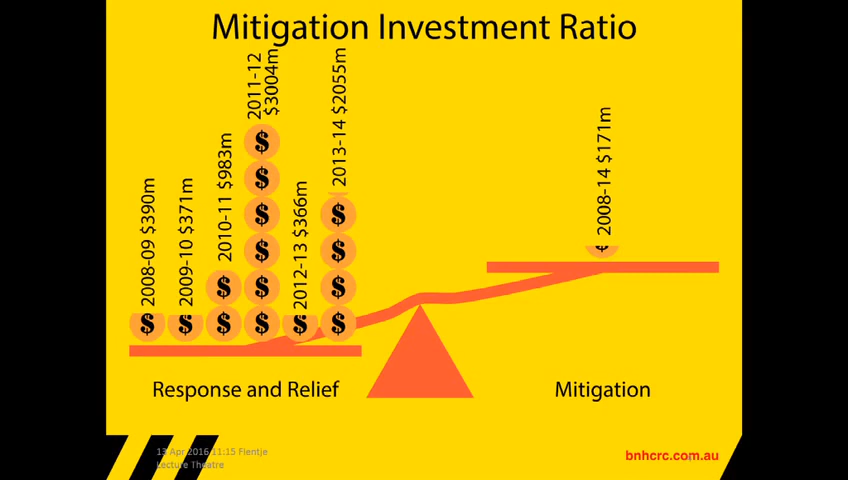 Mitigation Investment Ratio
2008-09 $390m
2009-10 $371m
2010-11 $983m
2011-12
$3004m
2012-13 $366m
2013-14 $2055m
2008-14 $171m
$ $ $ $ $ $
$ $ $
$ $
$ $
$
$
Response and Relief
Mitigation
13 Apr 2016 11:15 Flentje
Lecture Theatre
bnhcrc.com.au